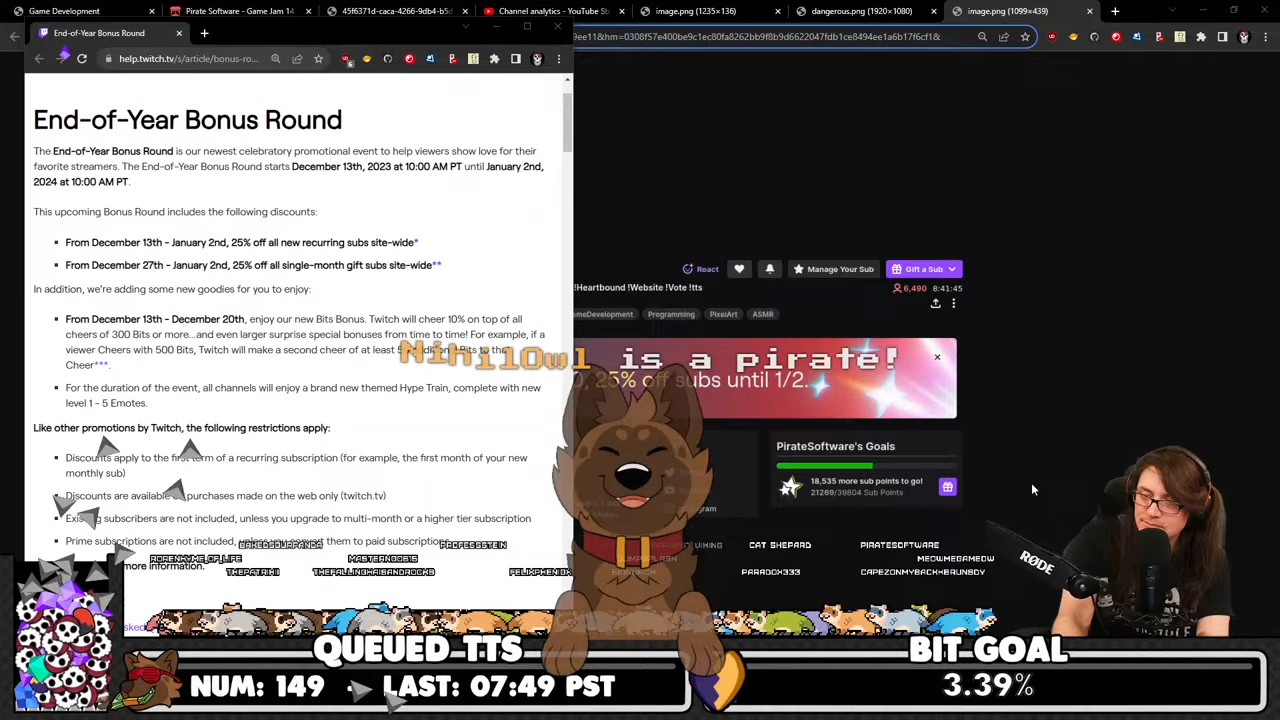 Game Development
Pirate Software - Game Jam 14
45f6371d-caca-4266-9db4-b5d
Channel analytics - YouTube St
image.png (1235×136)
dangerous.png (1920×1080)
image.png (1099×439)
End-of-Year Bonus Round
help.twitch.tv/s/article/bonus-ro...
End-of-Year Bonus Round
The End-of-Year Bonus Round is our newest celebratory promotional event to help viewers show love for their
favorite streamers. The End-of-Year Bonus Round starts December 13th, 2023 at 10:00 AM PT until January 2nd,
2024 at 10:00 AM PT.
This upcoming Bonus Round includes the following discounts:
From December 13th - January 2nd, 25% off all new recurring subs site-wide*
From December 27th - January 2nd, 25% off all single-month gift subs site-wide**
In addition, we're adding some new goodies for you to enjoy:
From December 13th - December 20th, enjoy our new Bits Bonus. Twitch will cheer 10% on top of all
cheers of 300 Bits or more...and even larger surprise special bonuses from time to time! For example, if a
viewer Cheers with 500 Bits, Twitch will make a second cheer of at least
Cheer***.
For the duration of the event, all channels will enjoy a brand new themed Hype Train, complete with new
level 1 - 5 Emotes.
Like other promotions by Twitch, the following restrictions apply:
Discounts apply to the first term of a recurring subscription (for example, the first month of your new
monthly sub)
Discounts are available purchases made on the web only (twitch.tv)
Existing subscribers are not included, unless you upgrade to multi-month or a higher tier subscription
Prime subscriptions are not included, them to paid subscriptions
more information.
React
Manage Your Sub
Gift a Sub
!Heartbound !Website !Vote !tts
6,490
8:41:45
meDevelopment
Programming
PixelArt
ASMR
Nihil0wl is a pirate!
0, 25% off subs until 1/2.
PirateSoftware's Goals
18,535 more sub points to go!
21269/39804 Sub Points
MASTERNOOB15
CAT SHEPARD
PIRATESOFTWARE
MEOWMEGAMEOW
PARADOX333
RØDE
QUEUED TTS
NUM: 149 - LAST: 07:49 PST
BIT GOAL
3.39%